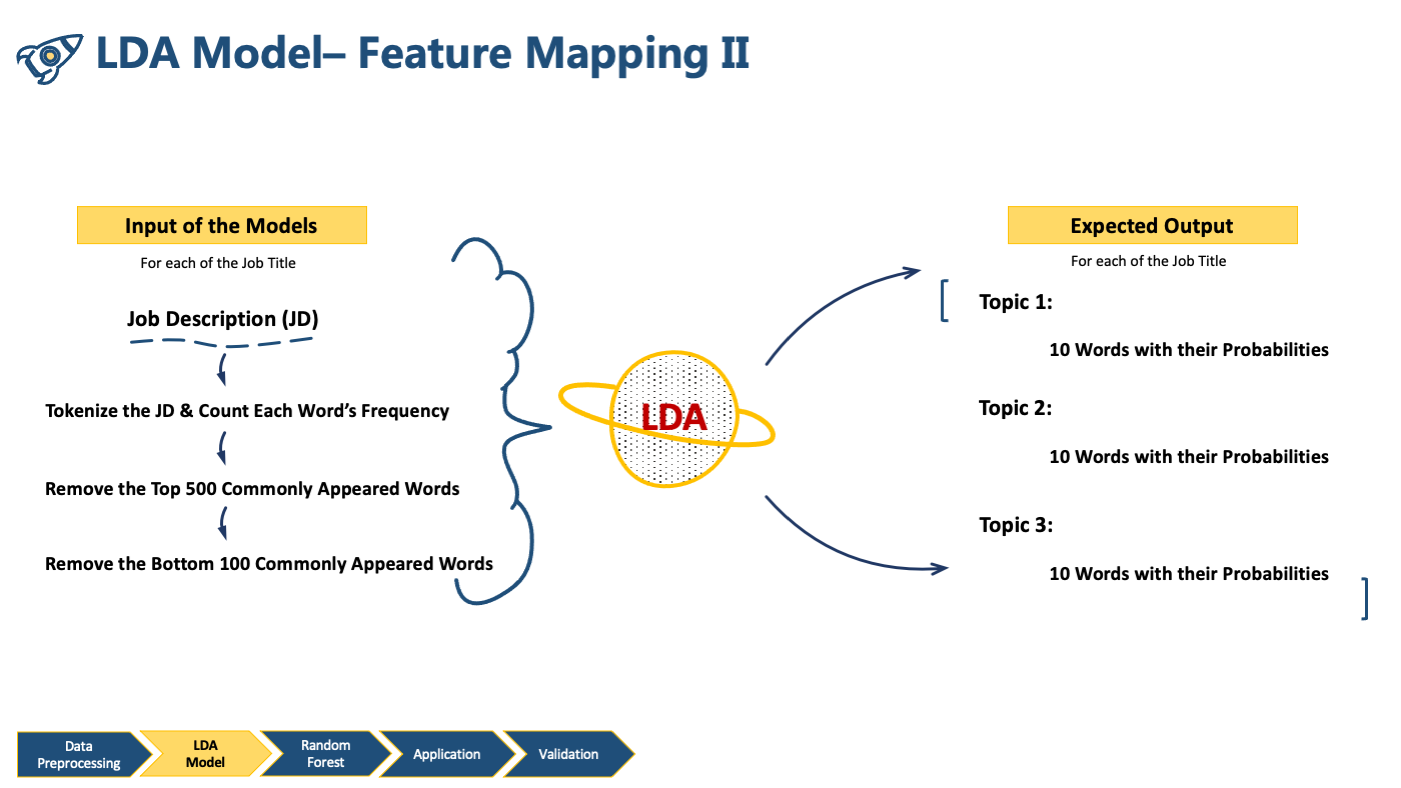 LDA Model– Feature Mapping II
Input of the Models
For each of the Job Title
Job Description (JD)
Tokenize the JD & Count Each Word’s Frequency
Remove the Top 500 Commonly Appeared Words
Remove the Bottom 100 Commonly Appeared Words
LDA
Expected Output
For each of the Job Title
Topic 1:
10 Words with their Probabilities
Topic 2:
10 Words with their Probabilities
Topic 3:
10 Words with their Probabilities
Data
Preprocessing
LDA
Model
Random
Forest
Application
Validation